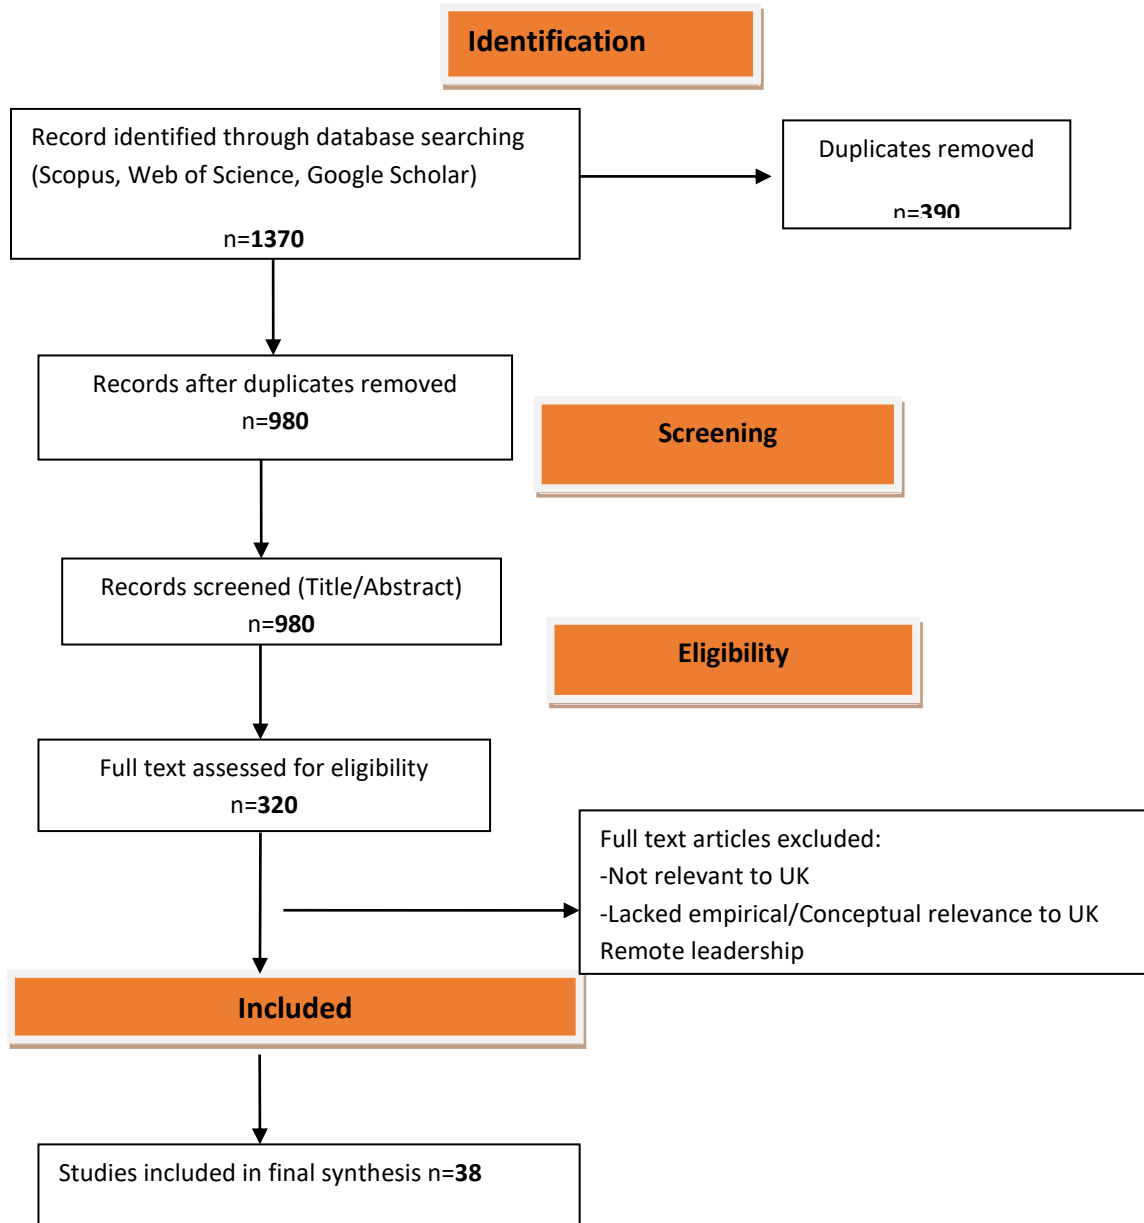 Identification
Record identified through database searching
(Scopus, Web of Science, Google Scholar)
n=1370
Duplicates removed
n=390
Records after duplicates removed
n=980
Screening
Records screened (Title/Abstract)
n=980
Eligibility
Full text assessed for eligibility
n=320
Full text articles excluded:
-Not relevant to UK
-Lacked empirical/Conceptual relevance to UK
Remote leadership
Included
Studies included in final synthesis n=38